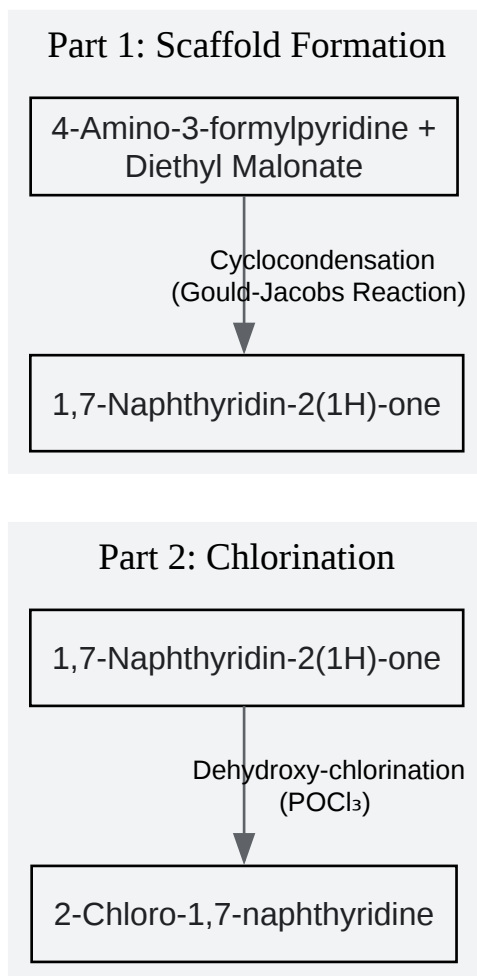 Part 1: Scaffold Formation
4-Amino-3-formylpyridine +
Diethyl Malonate
Cyclocondensation
(Gould-Jacobs Reaction)
1,7-Naphthyridin-2(1H)-one
Part 2: Chlorination
1,7-Naphthyridin-2(1H)-one
Dehydroxy-chlorination
(POCl₃)
2-Chloro-1,7-naphthyridine